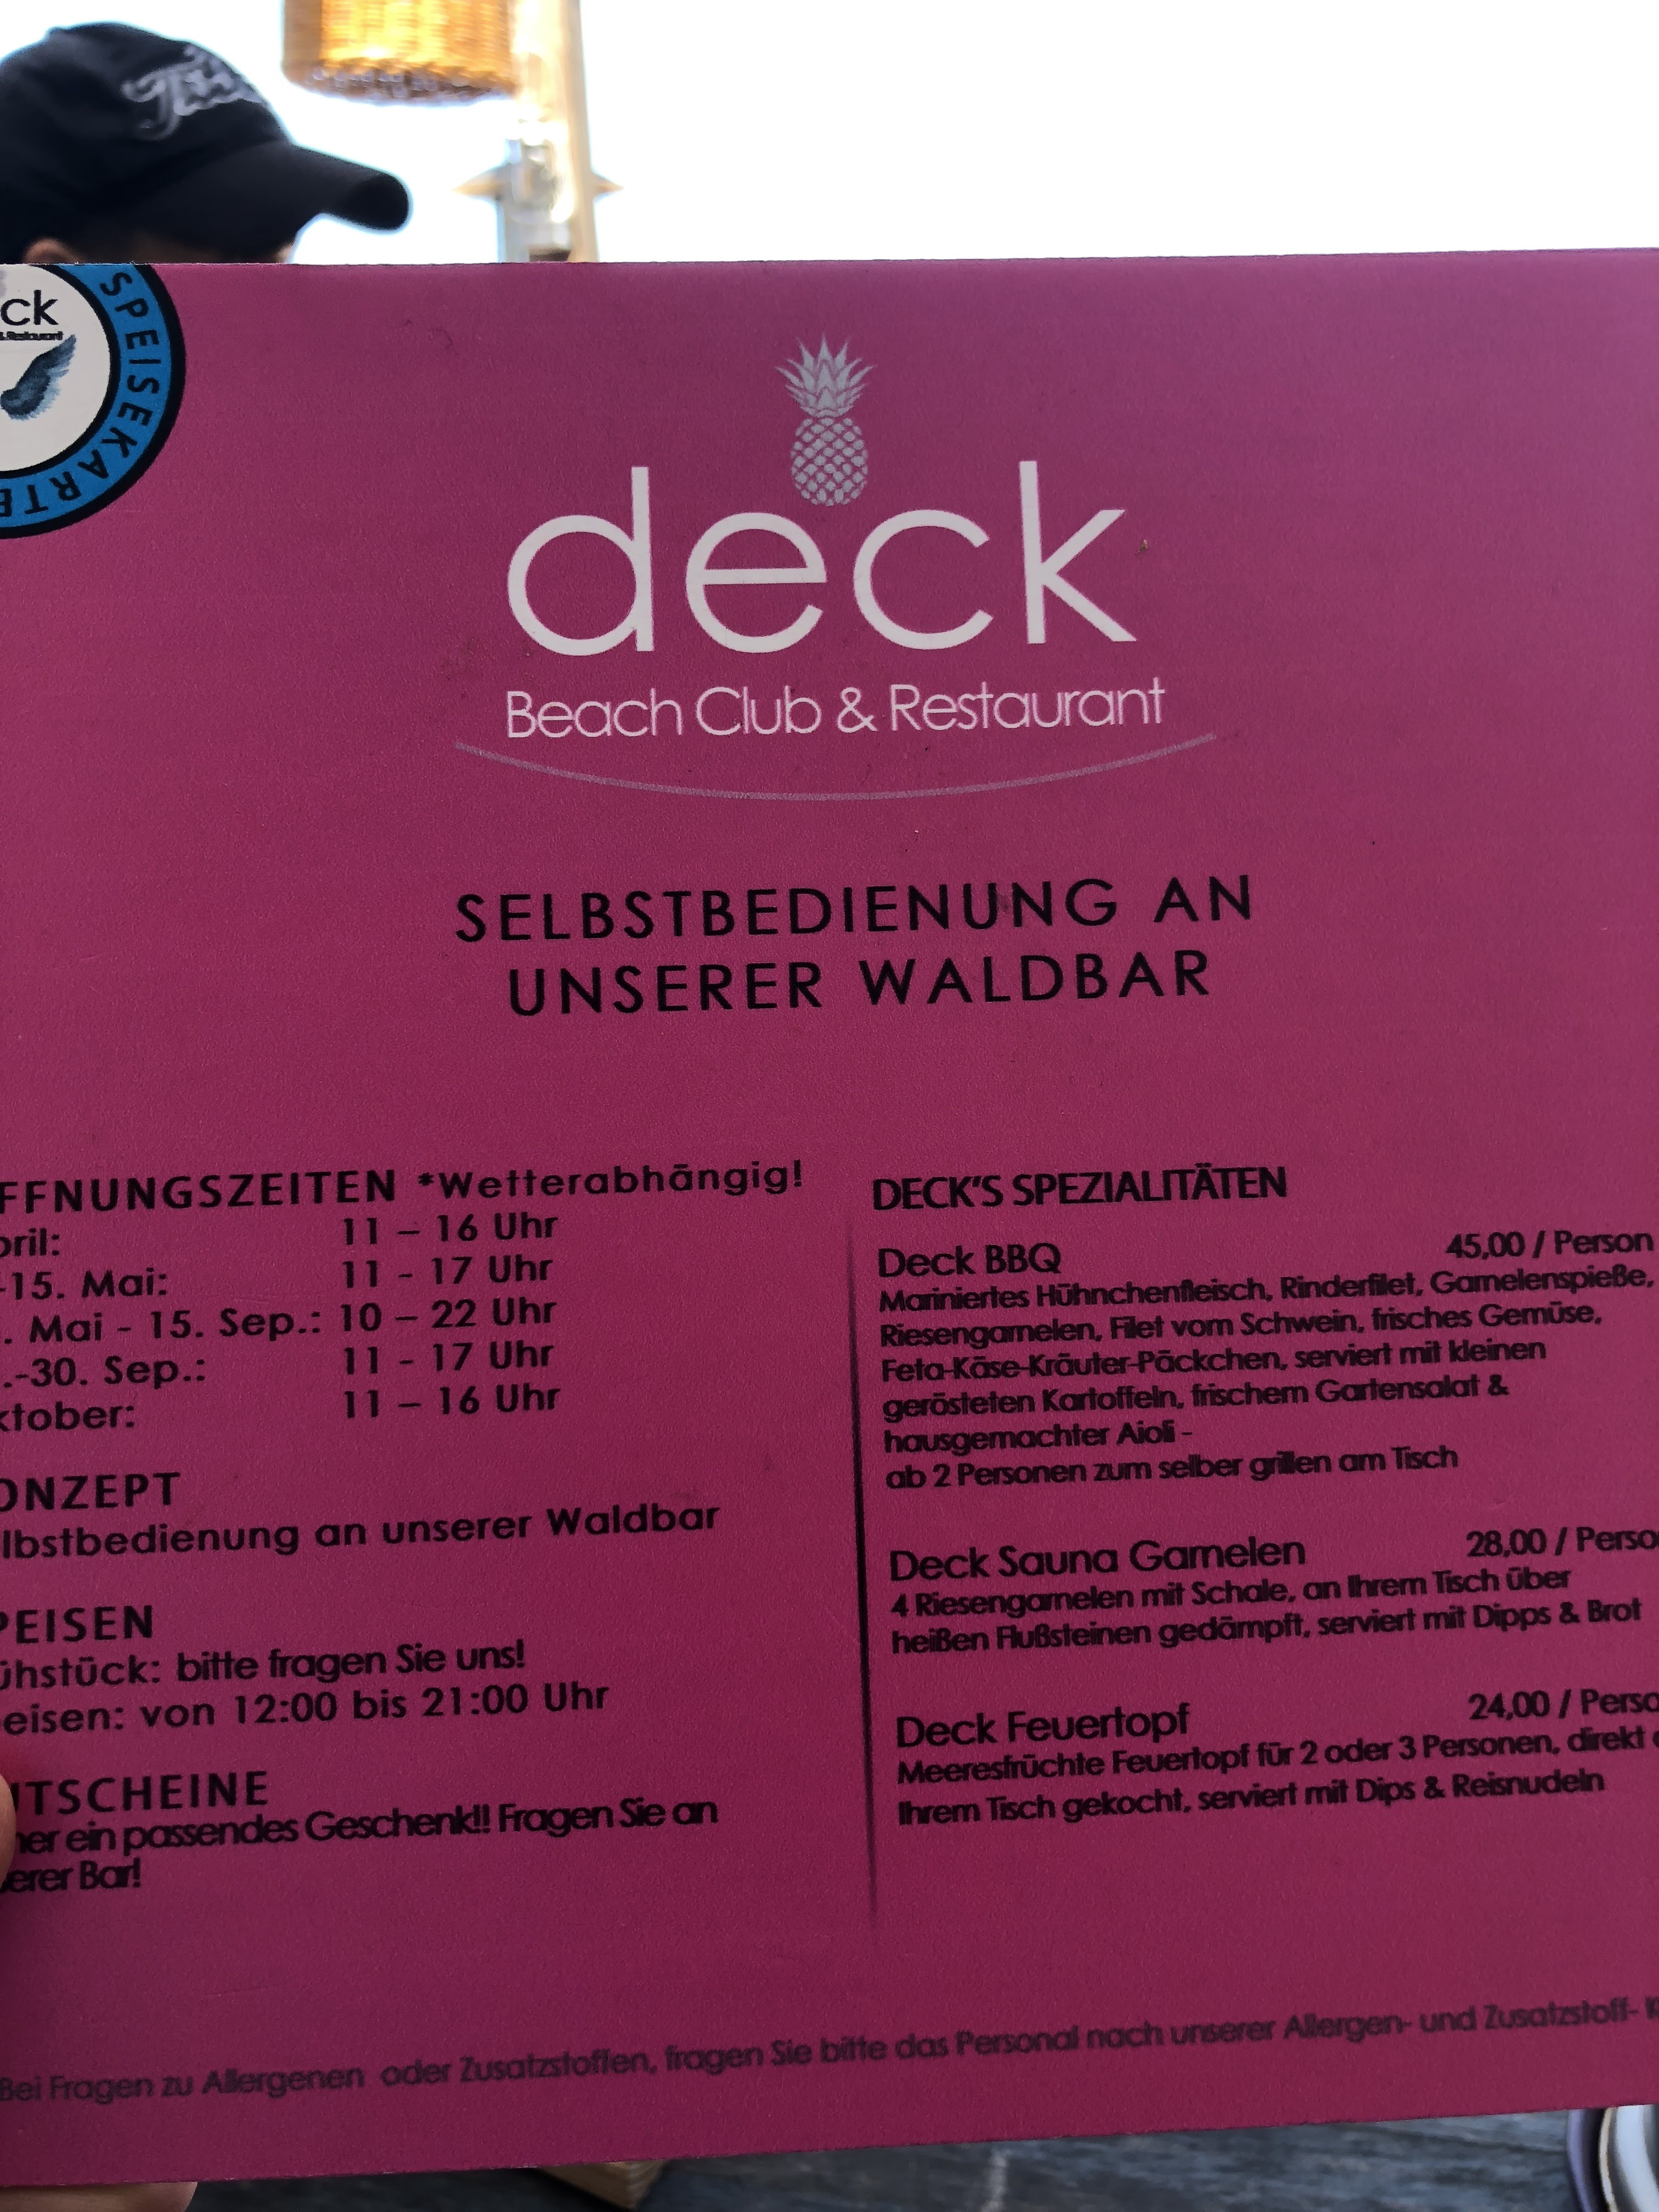 ck
& Restaurant
SPEISEKARTE
deck
Beach Club & Restaurant
SELBSTBEDIENUNG AN
UNSERER WALDBAR
FFNUNGSZEITEN *Wetterabhängig!
pril: 11 – 16 Uhr
-15. Mai: 11 - 17 Uhr
. Mai - 15. Sep.: 10 – 22 Uhr
.-30. Sep.: 11 - 17 Uhr
ktober: 11 – 16 Uhr
ONZEPT
lbstbedienung an unserer Waldbar
PEISEN
ühstück: bitte fragen Sie uns!
eisen: von 12:00 bis 21:00 Uhr
TSCHEINE
er ein passendes Geschenk!! Fragen Sie an
erer Bar!
DECK'S SPEZIALITÄTEN
Deck BBQ 45,00 / Person
Mariniertes Hühnchenfleisch, Rinderfilet, Garnelenspieße,
Riesengarnelen, Filet vom Schwein, frisches Gemüse,
Feta-Käse-Kräuter-Päckchen, serviert mit kleinen
gerösteten Kartoffeln, frischem Gartensalat &
hausgemachter Aioli -
ab 2 Personen zum selber grillen am Tisch
Deck Sauna Garnelen 28,00 / Perso
4 Riesengarnelen mit Schale, an Ihrem Tisch über
heißen Flußsteinen gedämpft, serviert mit Dipps & Brot
Deck Feuertopf 24,00 / Perso
Meeresfrüchte Feuertopf für 2 oder 3 Personen, direkt
Ihrem Tisch gekocht, serviert mit Dips & Reisnudeln
Bei Fragen zu Allergenen oder Zusatzstoffen, fragen Sie bitte das Personal nach unserer Allergen- und Zusatzstoff-